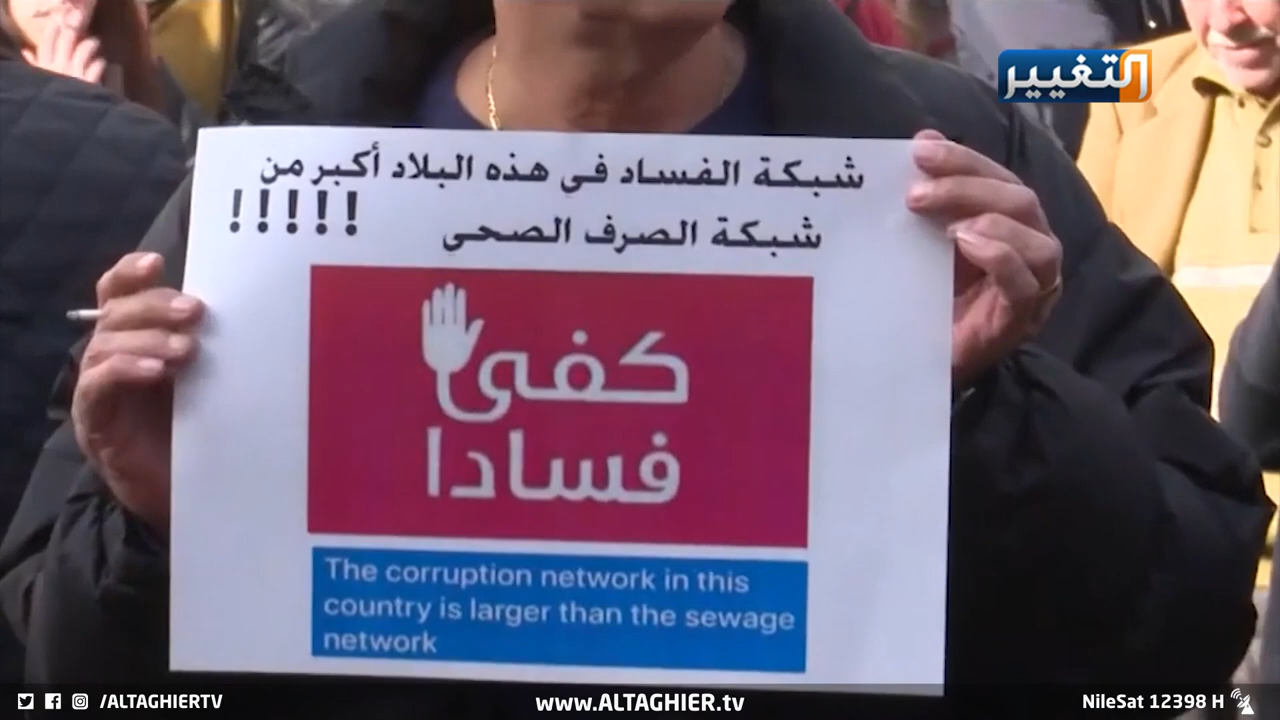 التغيير
شبكة الفساد في هذه البلاد أكبر من
شبكة الصرف الصحي !!!!!
كفى
فسادا
The corruption network in this
country is larger than the sewage
network
/ALTAGHIERTV
www.ALTAGHIER.tv
NileSat 12398 H